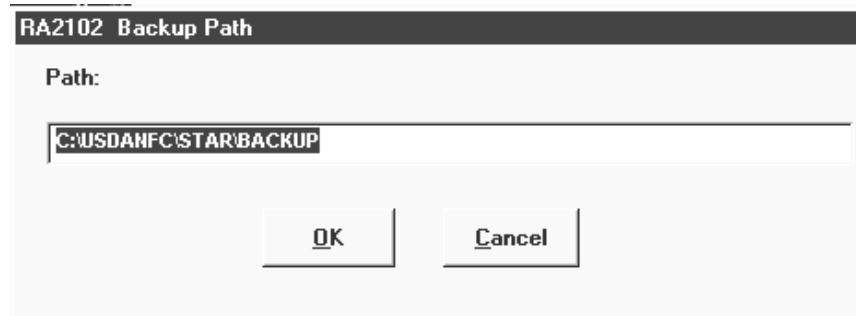 RA2102 Backup Path
Path:
C:\USDANFC\STAR\BACKUP
OK Cancel